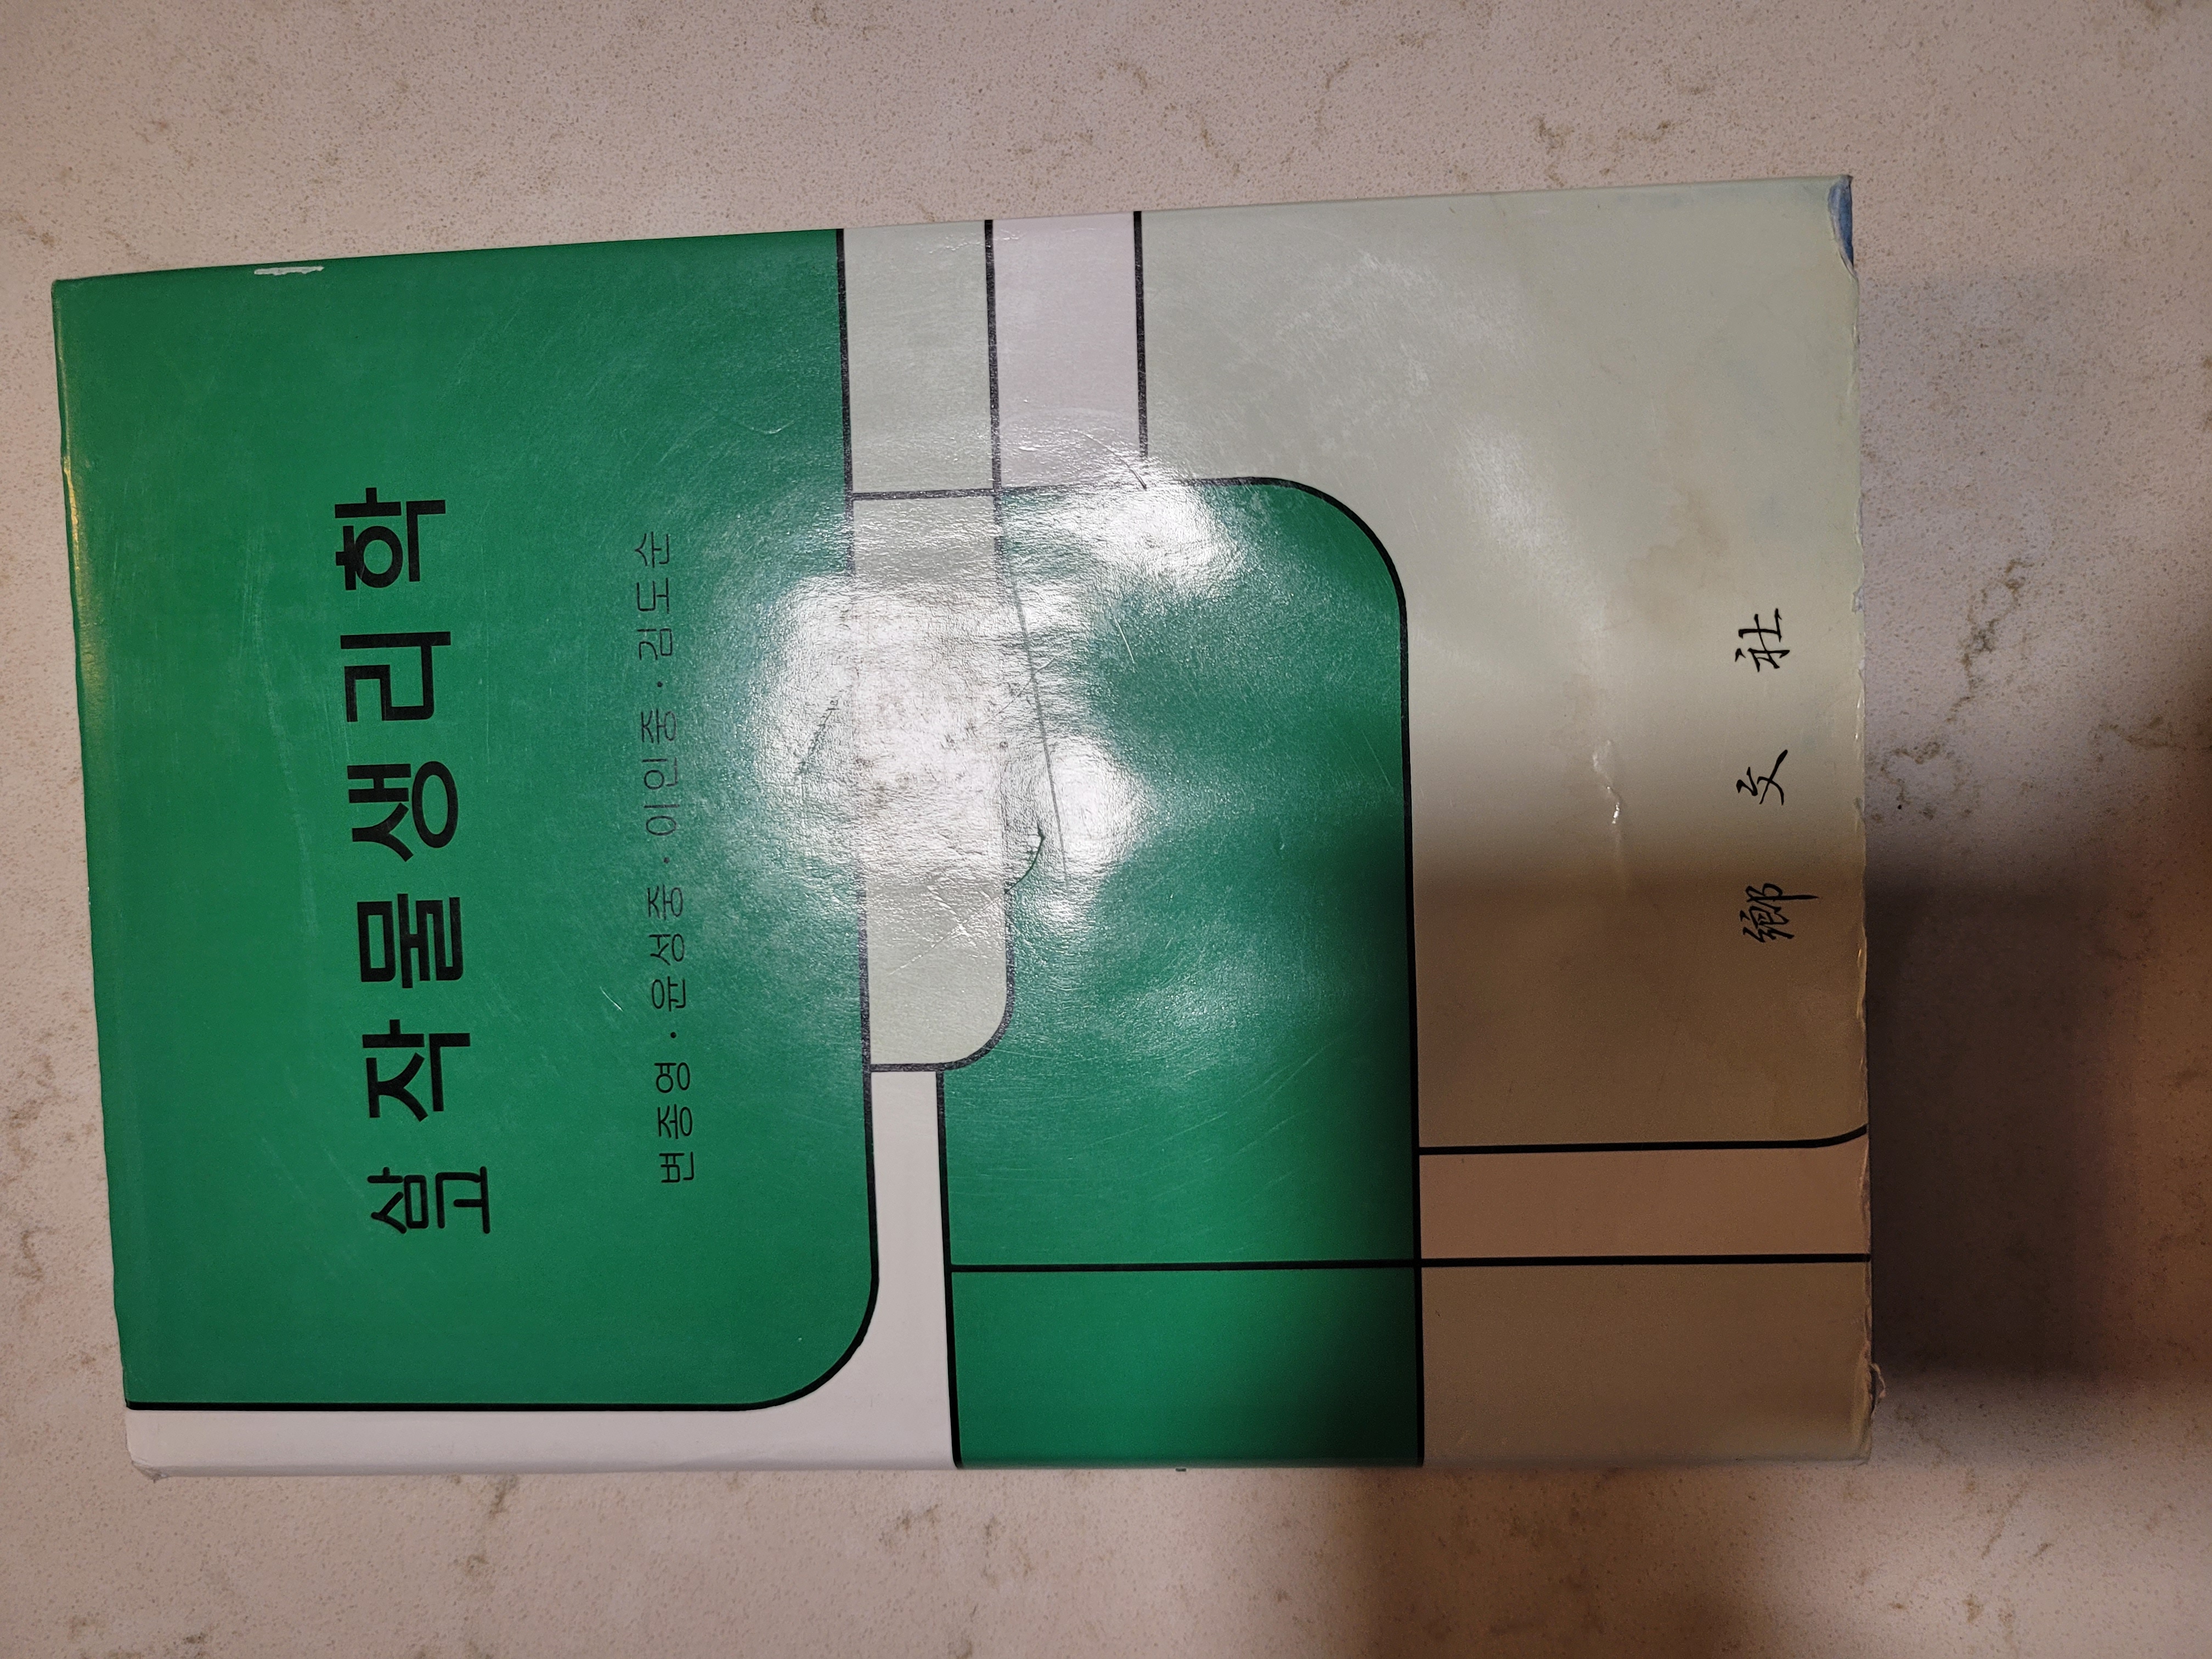 삼고 작물생리학
변종영·윤성중·이인중·김도순
鄕文社